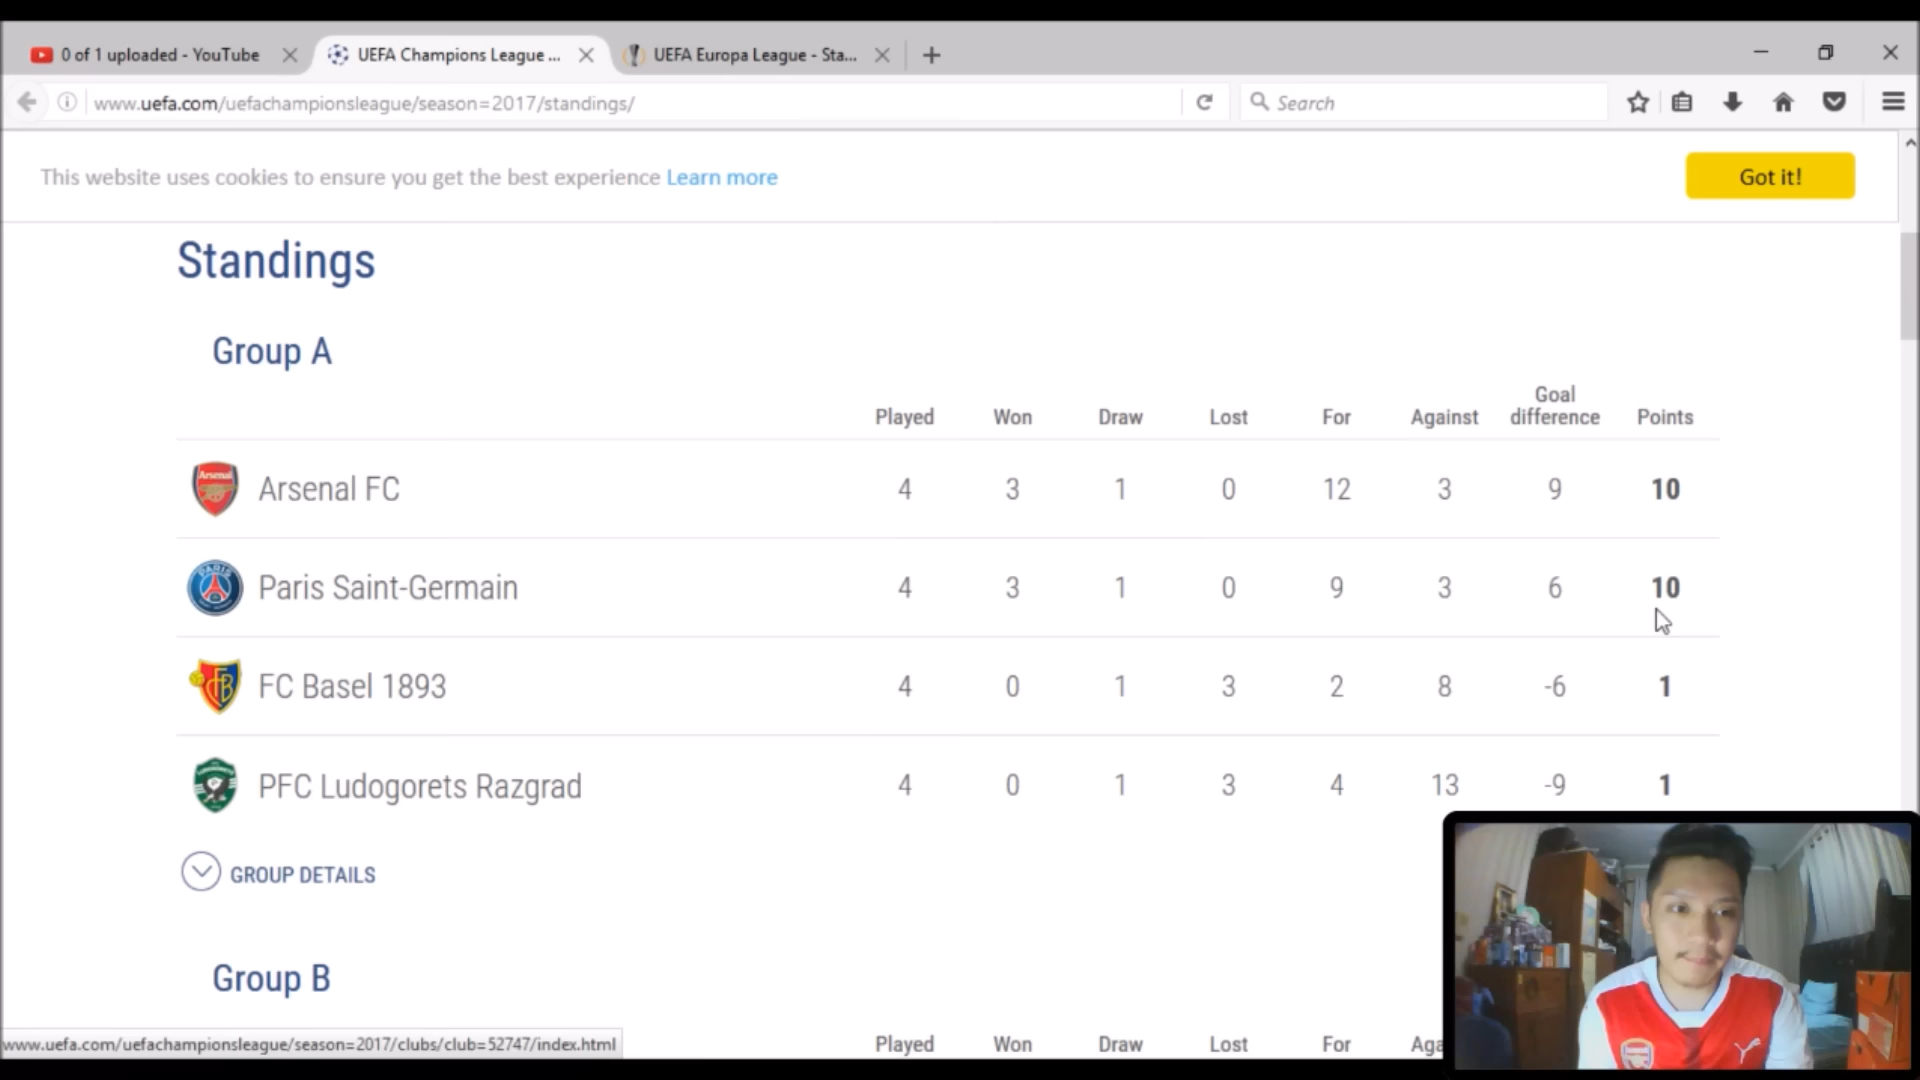 0 of 1 uploaded - YouTube
UEFA Champions League ...
UEFA Europa League - Sta...
www.uefa.com/uefachampionsleague/season=2017/standings/
Search
This website uses cookies to ensure you get the best experience Learn more
Got it!
Standings
Group A
Played Won Draw Lost For Against Goal difference Points
Arsenal FC 4 3 1 0 12 3 9 10
Paris Saint-Germain 4 3 1 0 9 3 6 10
FC Basel 1893 4 0 1 3 2 8 -6 1
PFC Ludogorets Razgrad 4 0 1 3 4 13 -9 1
GROUP DETAILS
Group B
Played Won Draw Lost For Aga
www.uefa.com/uefachampionsleague/season=2017/clubs/club=52747/index.html